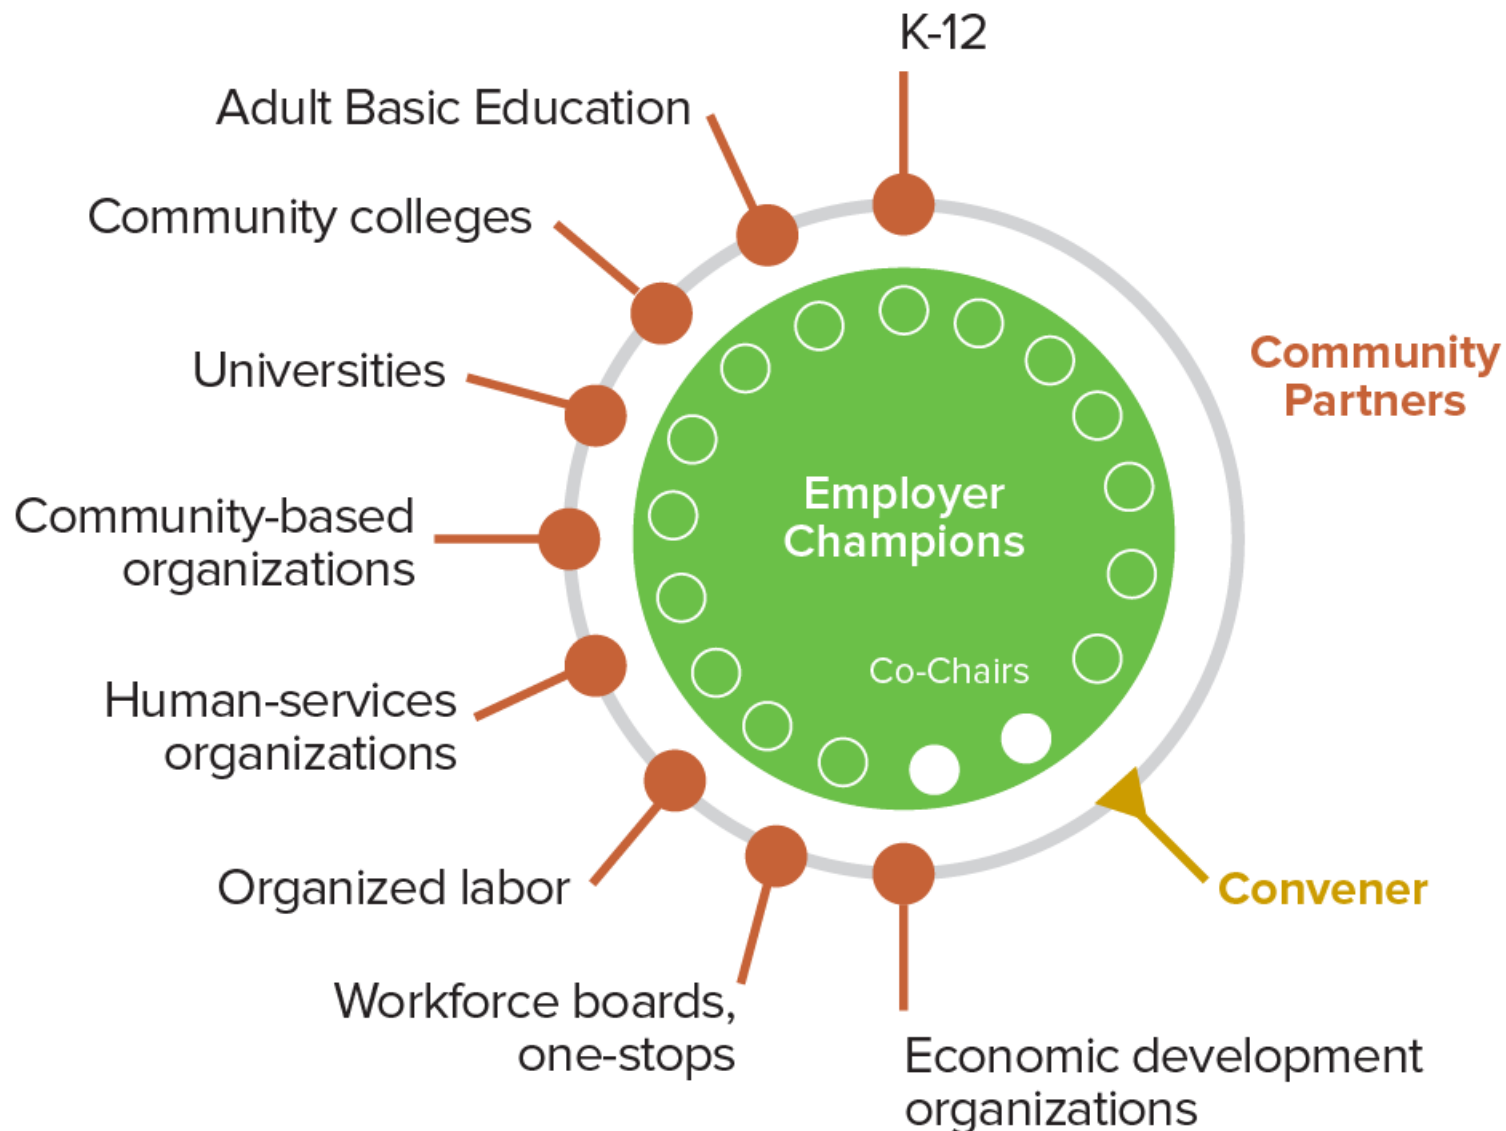 K-12
Adult Basic Education
Community colleges
Universities
Community-based
organizations
Human-services
organizations
Organized labor
Workforce boards,
one-stops
Economic development
organizations
Community
Partners
Employer
Champions
Co-Chairs
Convener